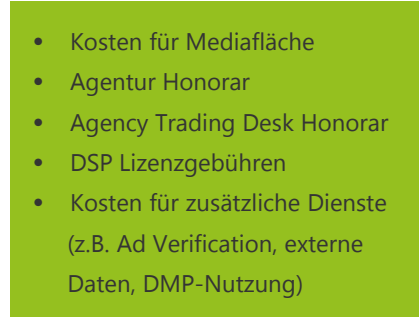 • Kosten für Mediafläche
• Agentur Honorar
• Agency Trading Desk Honorar
• DSP Lizenzgebühren
• Kosten für zusätzliche Dienste
(z.B. Ad Verification, externe
Daten, DMP-Nutzung)